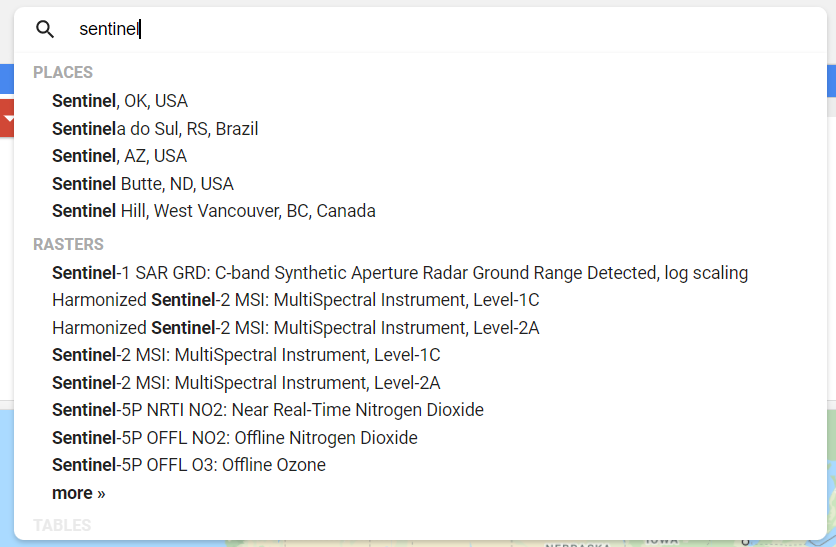 sentinel
PLACES
Sentinel, OK, USA
Sentinela do Sul, RS, Brazil
Sentinel, AZ, USA
Sentinel Butte, ND, USA
Sentinel Hill, West Vancouver, BC, Canada
RASTERS
Sentinel-1 SAR GRD: C-band Synthetic Aperture Radar Ground Range Detected, log scaling
Harmonized Sentinel-2 MSI: MultiSpectral Instrument, Level-1C
Harmonized Sentinel-2 MSI: MultiSpectral Instrument, Level-2A
Sentinel-2 MSI: MultiSpectral Instrument, Level-1C
Sentinel-2 MSI: MultiSpectral Instrument, Level-2A
Sentinel-5P NRTI NO2: Near Real-Time Nitrogen Dioxide
Sentinel-5P OFFL NO2: Offline Nitrogen Dioxide
Sentinel-5P OFFL O3: Offline Ozone
more »
TABLES
NEBRASKA
IOWA